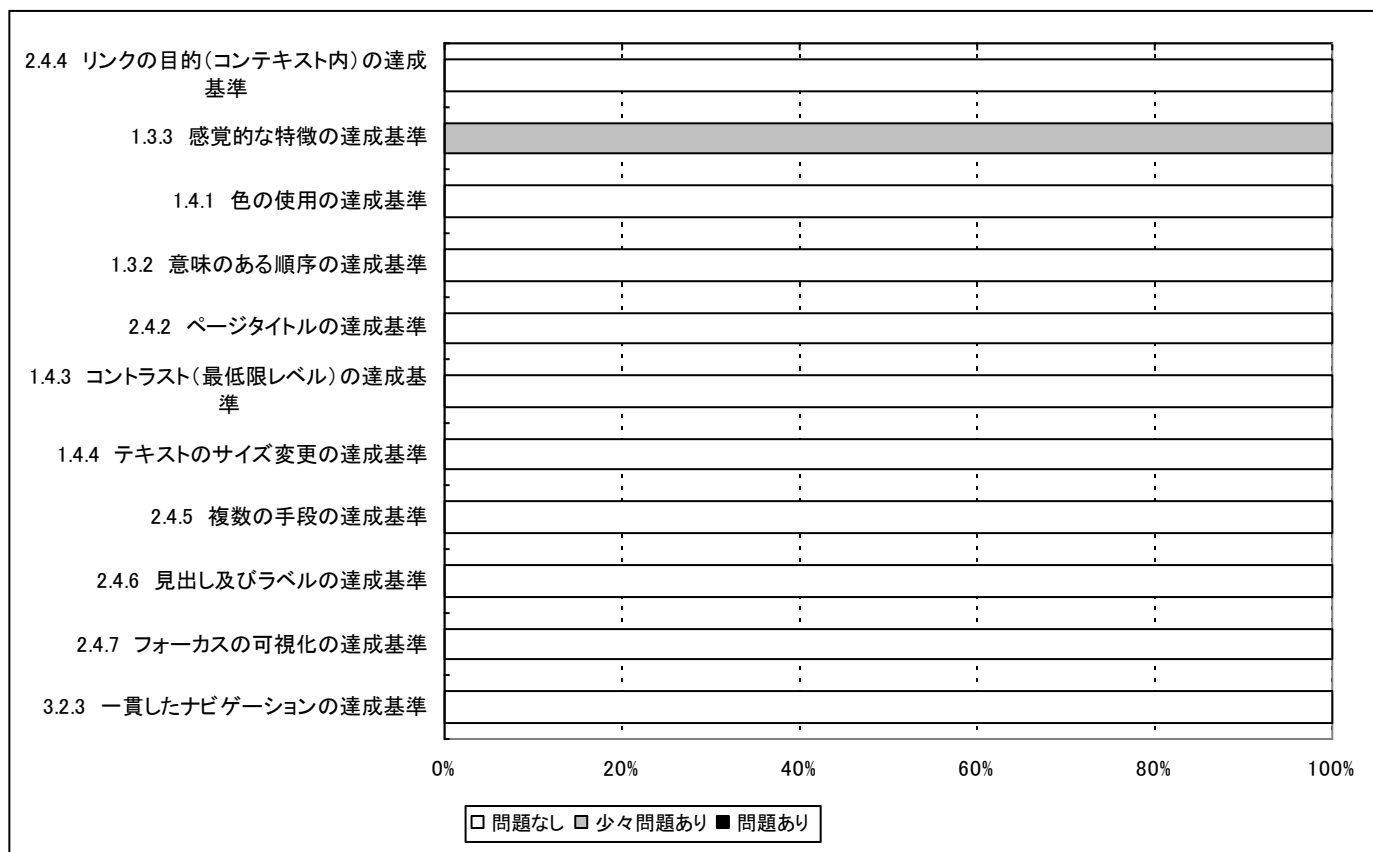 2.4.4 リンクの目的(コンテキスト内)の達成
基準
1.3.3 感覚的な特徴の達成基準
1.4.1 色の使用の達成基準
1.3.2 意味のある順序の達成基準
2.4.2 ページタイトルの達成基準
1.4.3 コントラスト(最低限レベル)の達成基
準
1.4.4 テキストのサイズ変更の達成基準
2.4.5 複数の手段の達成基準
2.4.6 見出し及びラベルの達成基準
2.4.7 フォーカスの可視化の達成基準
3.2.3 一貫したナビゲーションの達成基準
0% 20% 40% 60% 80% 100%
問題なし 少々問題あり 問題あり